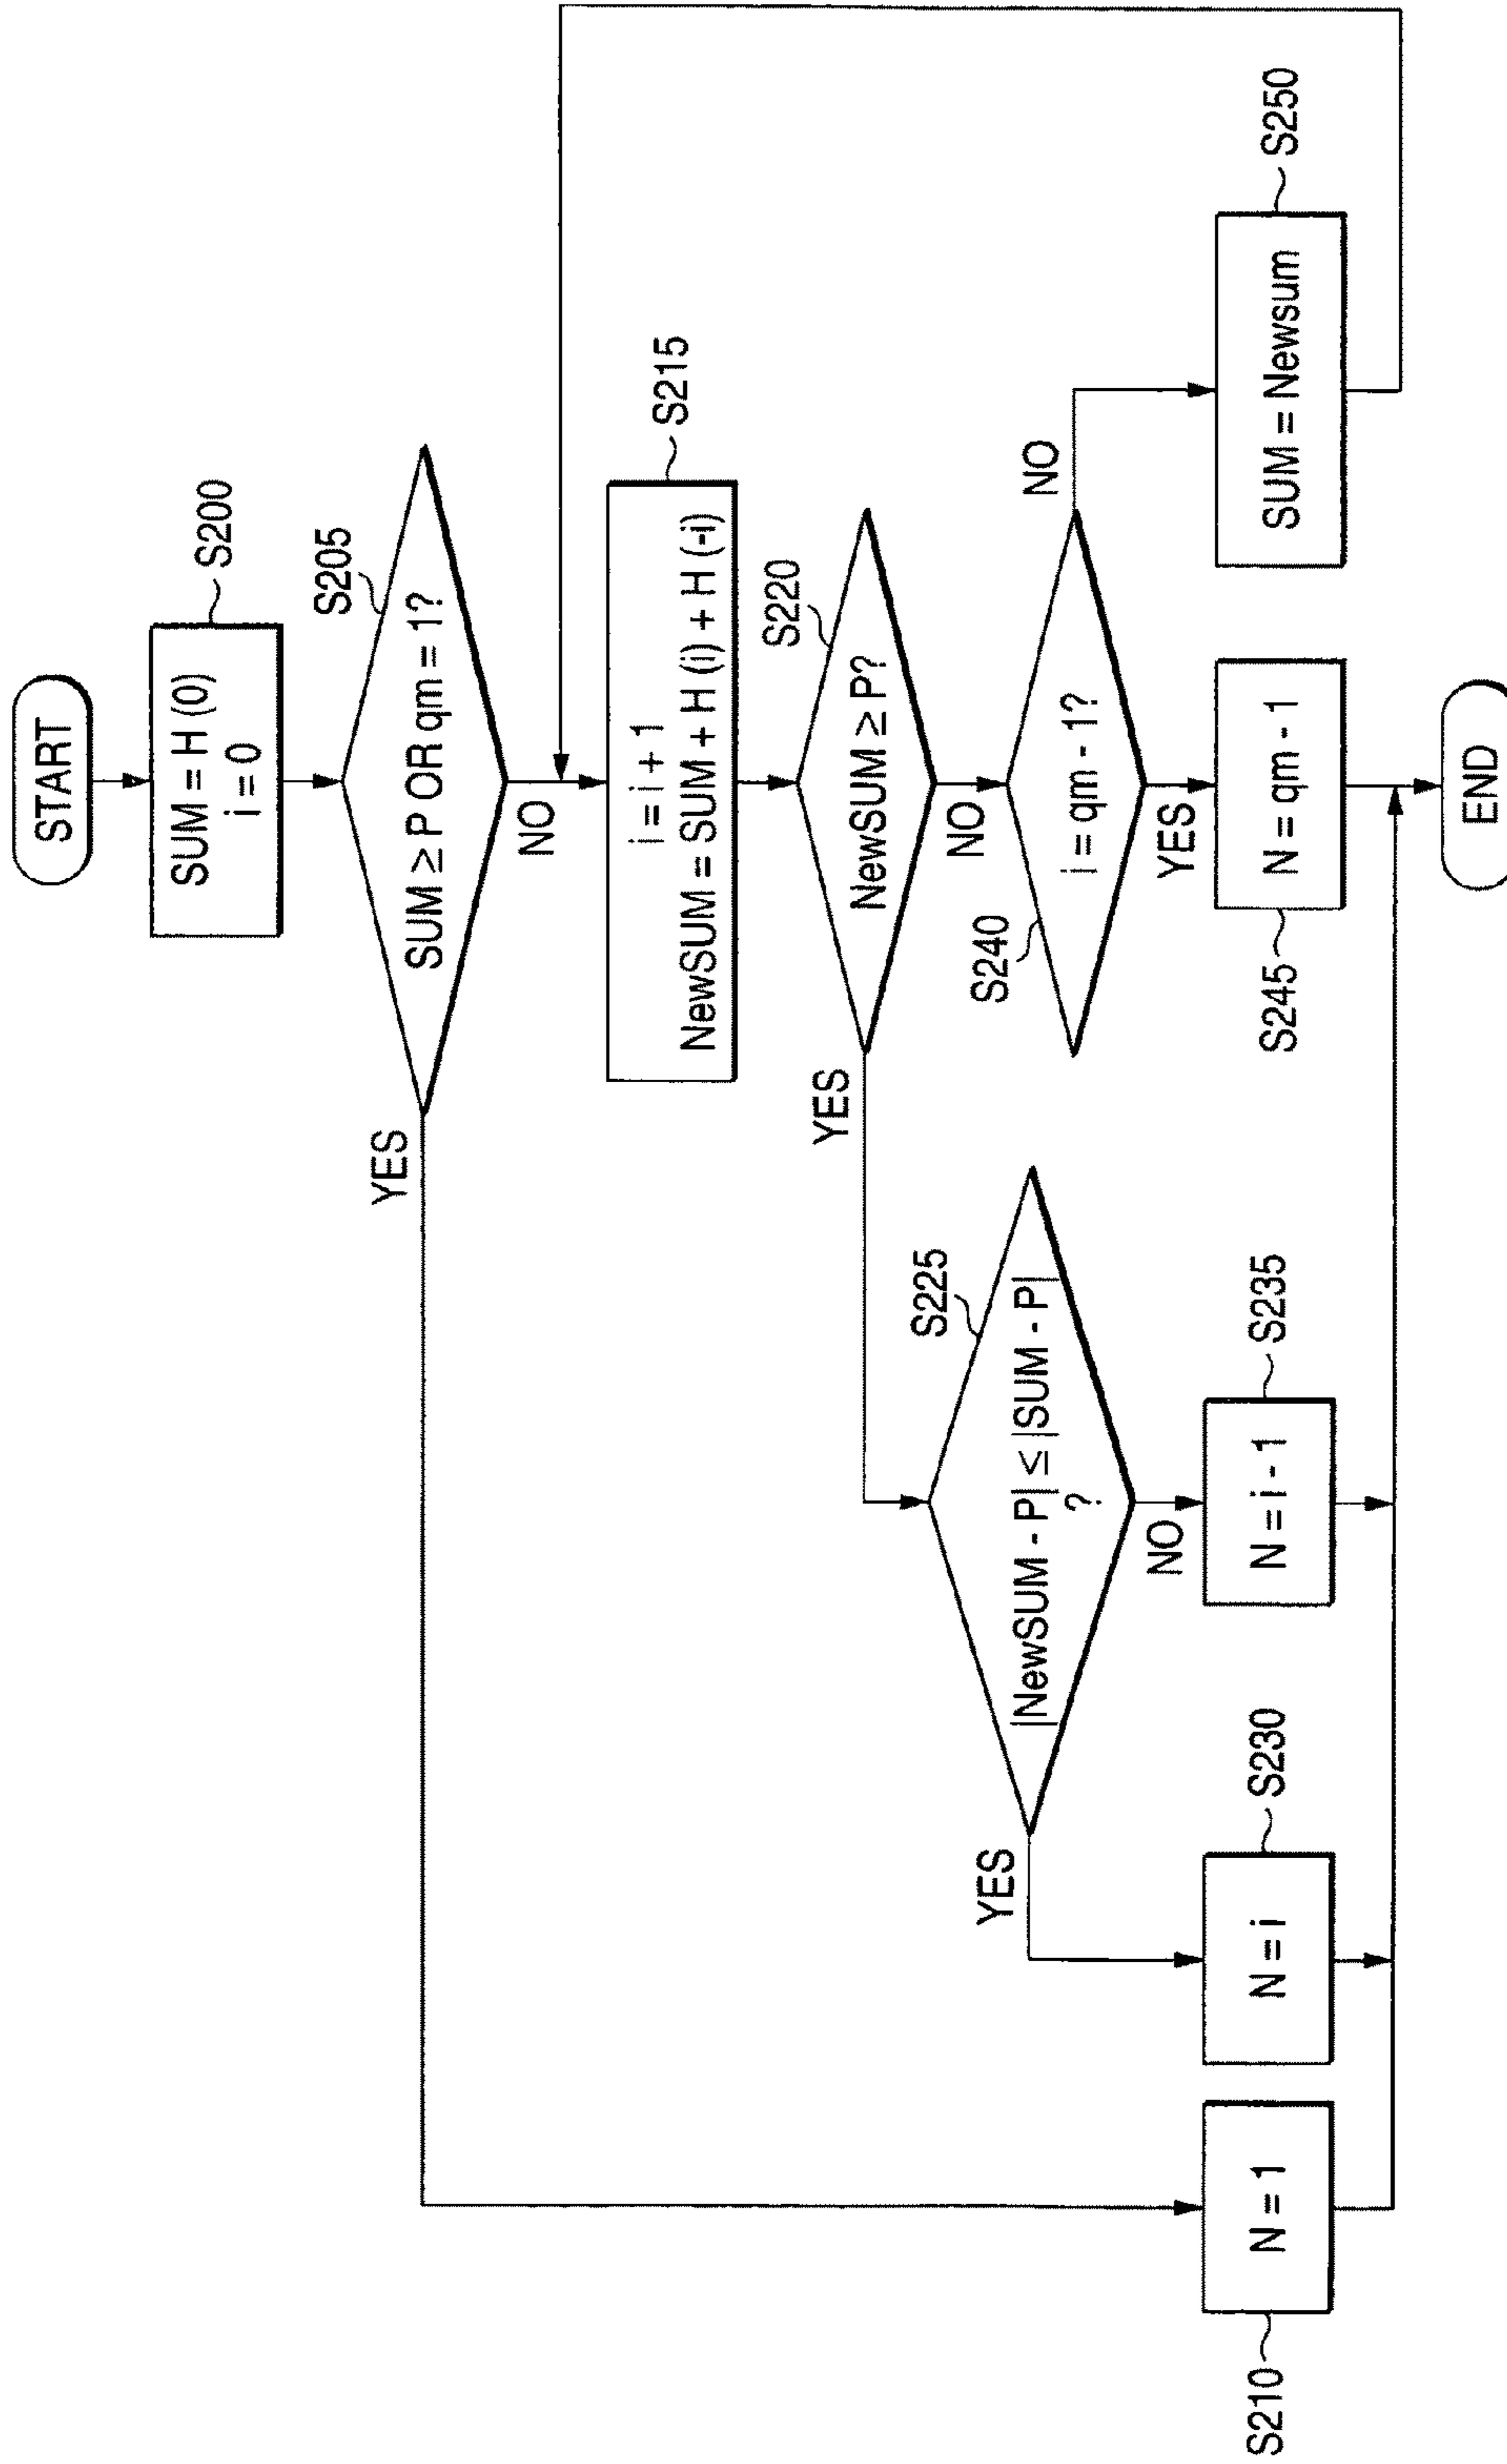 START
SUM = H (0)
i = 0
S200
SUM ≥ P OR qm = 1?
S205
YES
NO
i = i + 1
NewSUM = SUM + H (i) + H (-i)
S215
NewSUM ≥ P?
S220
YES
NO
|NewSUM - P| ≤ |SUM - P|
?
S225
YES
NO
i = qm - 1?
S240
NO
YES
N = 1
S210
N = i
S230
N = i - 1
S235
N = qm - 1
S245
SUM = Newsum
S250
END